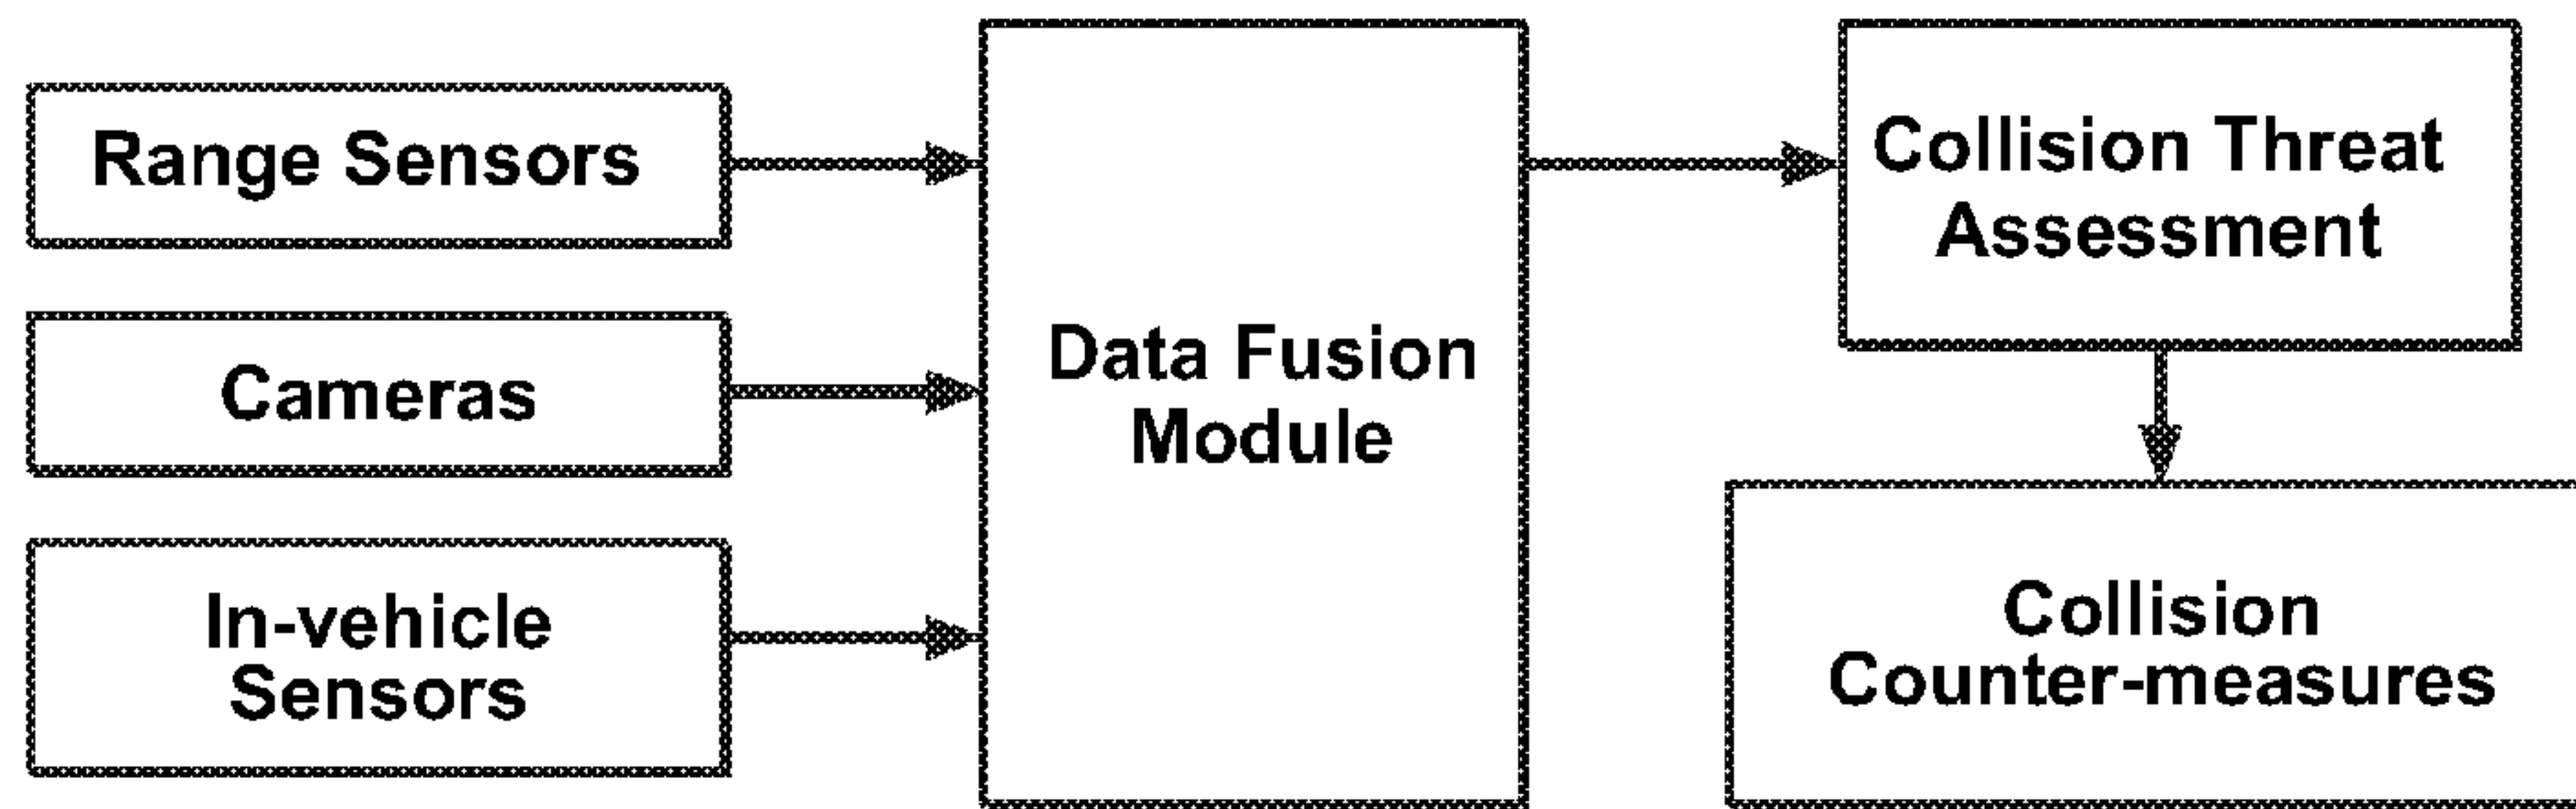 Range Sensors
Cameras
In-vehicle
Sensors
Data Fusion
Module
Collision Threat
Assessment
Collision
Counter-measures